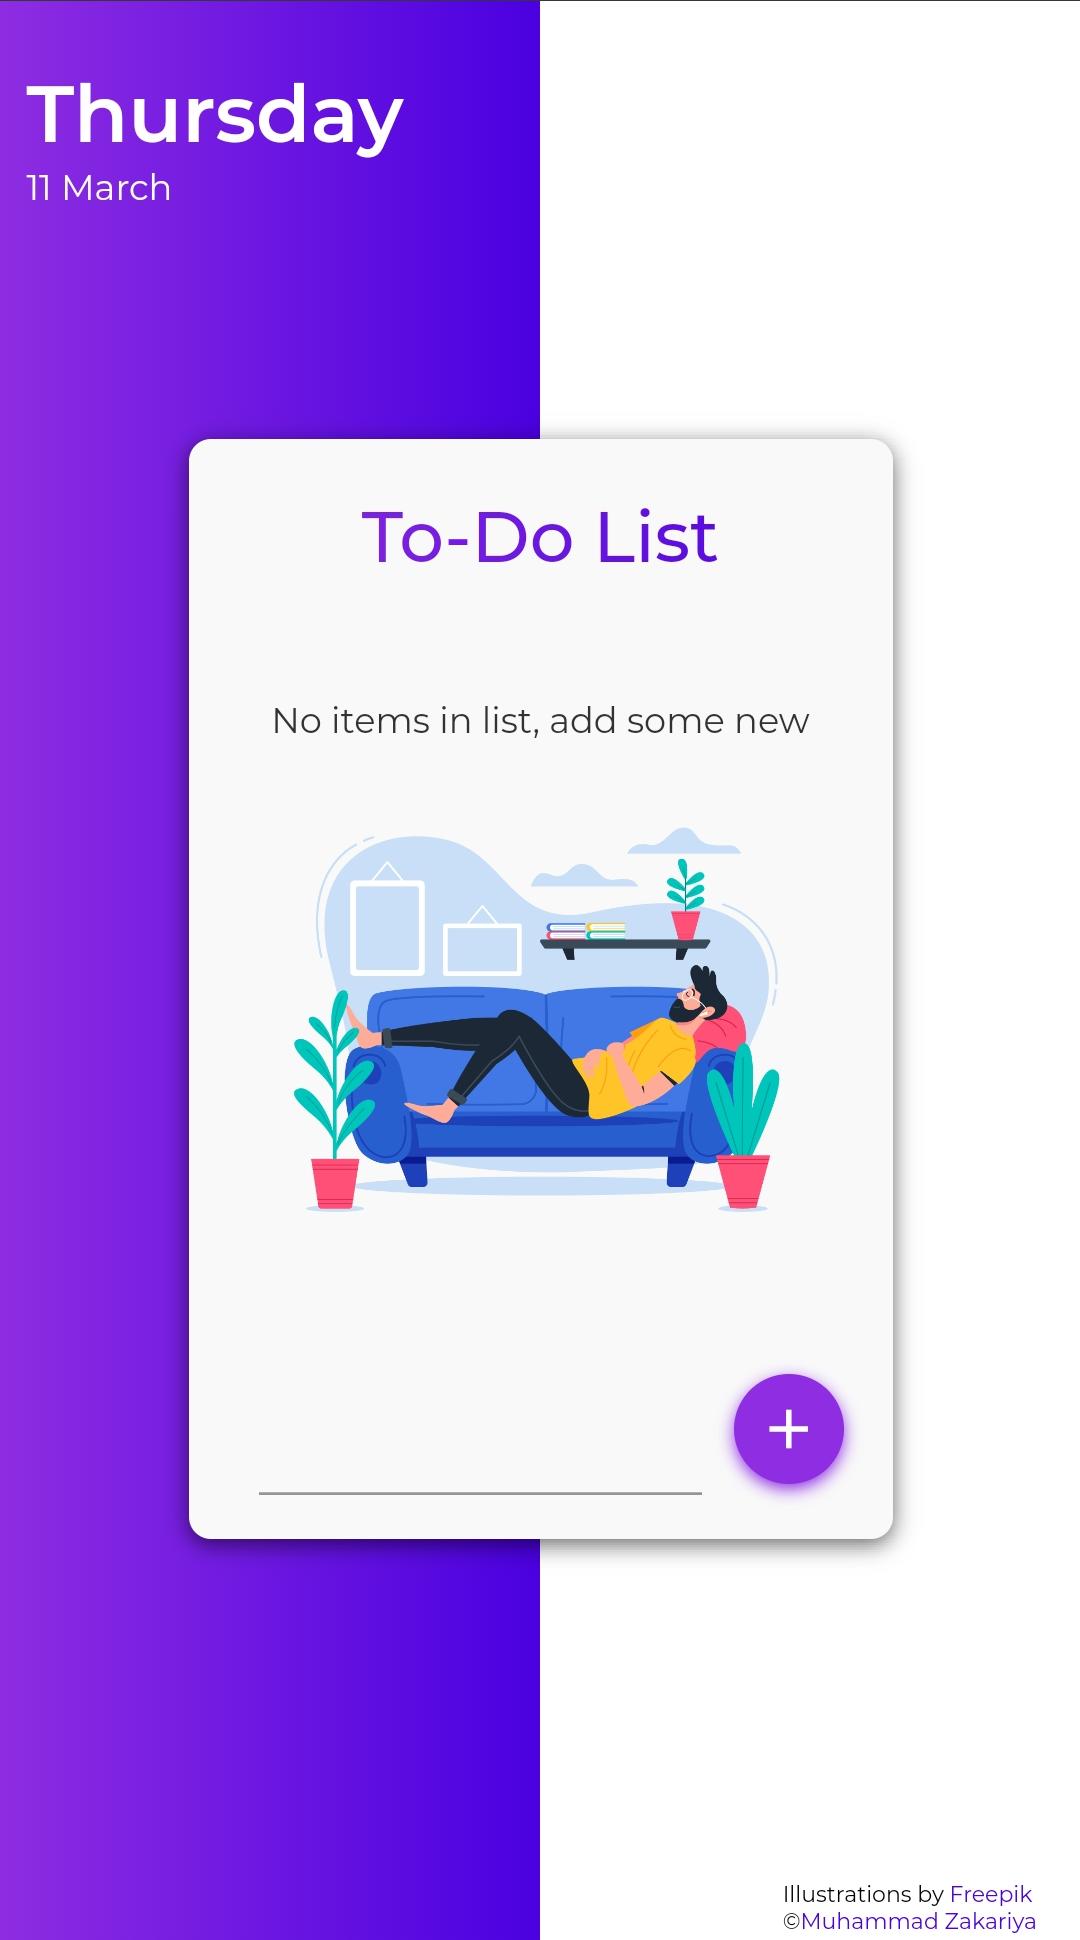 Thursday
11 March
To-Do List
No items in list, add some new
+
Illustrations by Freepik
©Muhammad Zakariya